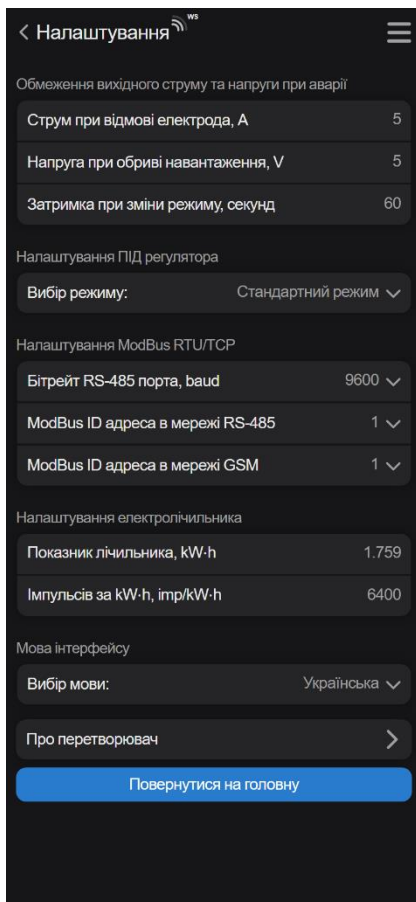 Налаштування ws
Обмеження вихідного струму та напруги при аварії
Струм при відмові електрода, А 5
Напруга при обриві навантаження, V 5
Затримка при зміни режиму, секунд 60
Налаштування ПІД регулятора
Вибір режиму: Стандартний режим
Налаштування ModBus RTU/TCP
Бітрейт RS-485 порта, baud 9600
ModBus ID адреса в мережі RS-485 1
ModBus ID адреса в мережі GSM 1
Налаштування електролічильника
Показник лічильника, kW·h 1.759
Імпульсів за kW·h, imp/kW·h 6400
Мова інтерфейсу
Вибір мови: Українська
Про перетворювач
Повернутися на головну